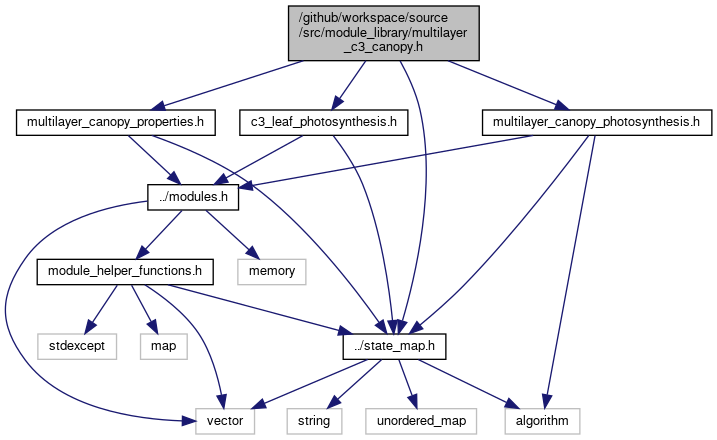 /github/workspace/source
/src/module_library/multilayer
_c3_canopy.h
multilayer_canopy_properties.h
c3_leaf_photosynthesis.h
multilayer_canopy_photosynthesis.h
../modules.h
module_helper_functions.h
memory
stdexcept
map
../state_map.h
vector
string
unordered_map
algorithm